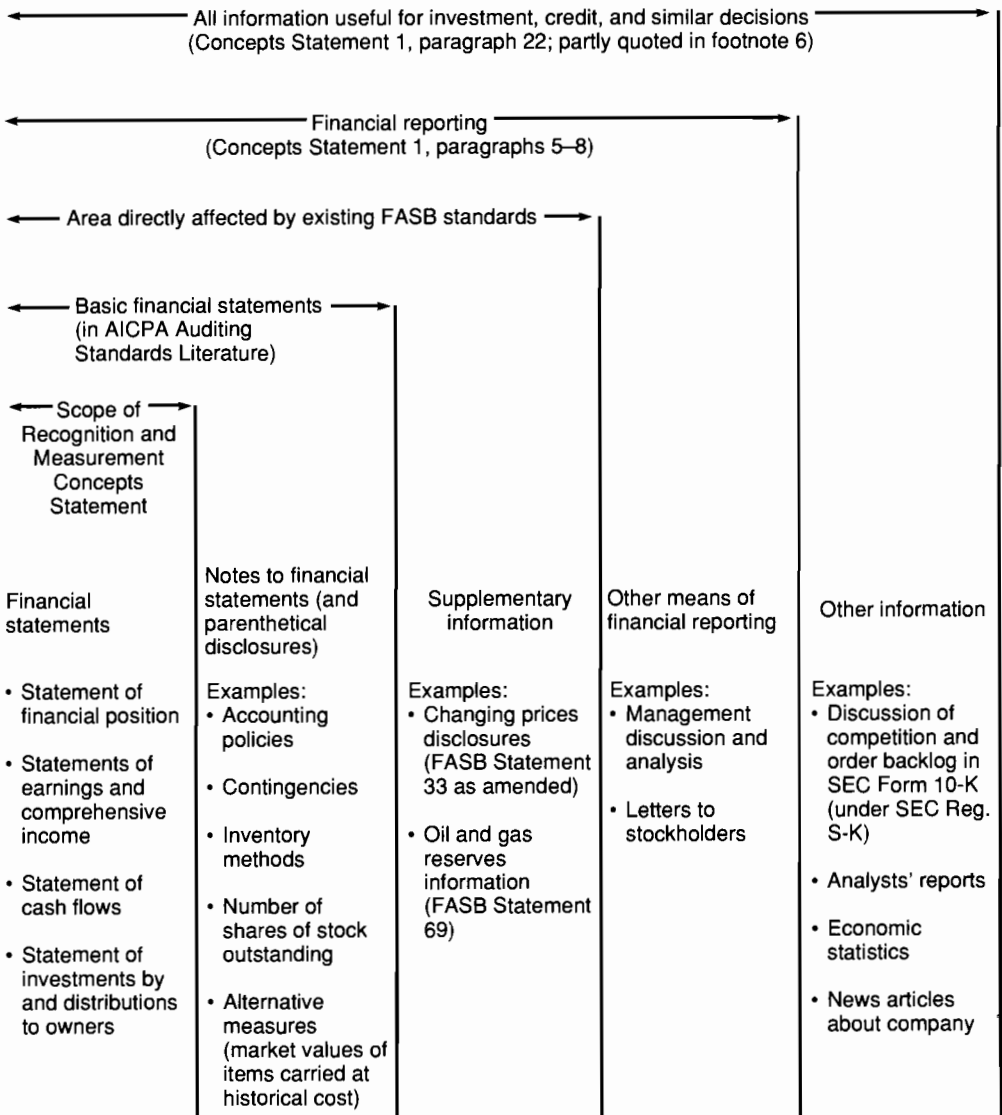 All information useful for investment, credit, and similar decisions
(Concepts Statement 1, paragraph 22; partly quoted in footnote 6)
Financial reporting
(Concepts Statement 1, paragraphs 5–8)
Area directly affected by existing FASB standards
Basic financial statements
(in AICPA Auditing
Standards Literature)
Scope of
Recognition and
Measurement
Concepts
Statement
Financial
statements
• Statement of
financial position
• Statements of
earnings and
comprehensive
income
• Statement of
cash flows
• Statement of
investments by
and distributions
to owners
Notes to financial
statements (and
parenthetical
disclosures)
Examples:
• Accounting
policies
• Contingencies
• Inventory
methods
• Number of
shares of stock
outstanding
• Alternative
measures
(market values of
items carried at
historical cost)
Supplementary
information
Examples:
• Changing prices
disclosures
(FASB Statement
33 as amended)
• Oil and gas
reserves
information
(FASB Statement
69)
Other means of
financial reporting
Examples:
• Management
discussion and
analysis
• Letters to
stockholders
Other information
Examples:
• Discussion of
competition and
order backlog in
SEC Form 10-K
(under SEC Reg.
S-K)
• Analysts' reports
• Economic
statistics
• News articles
about company